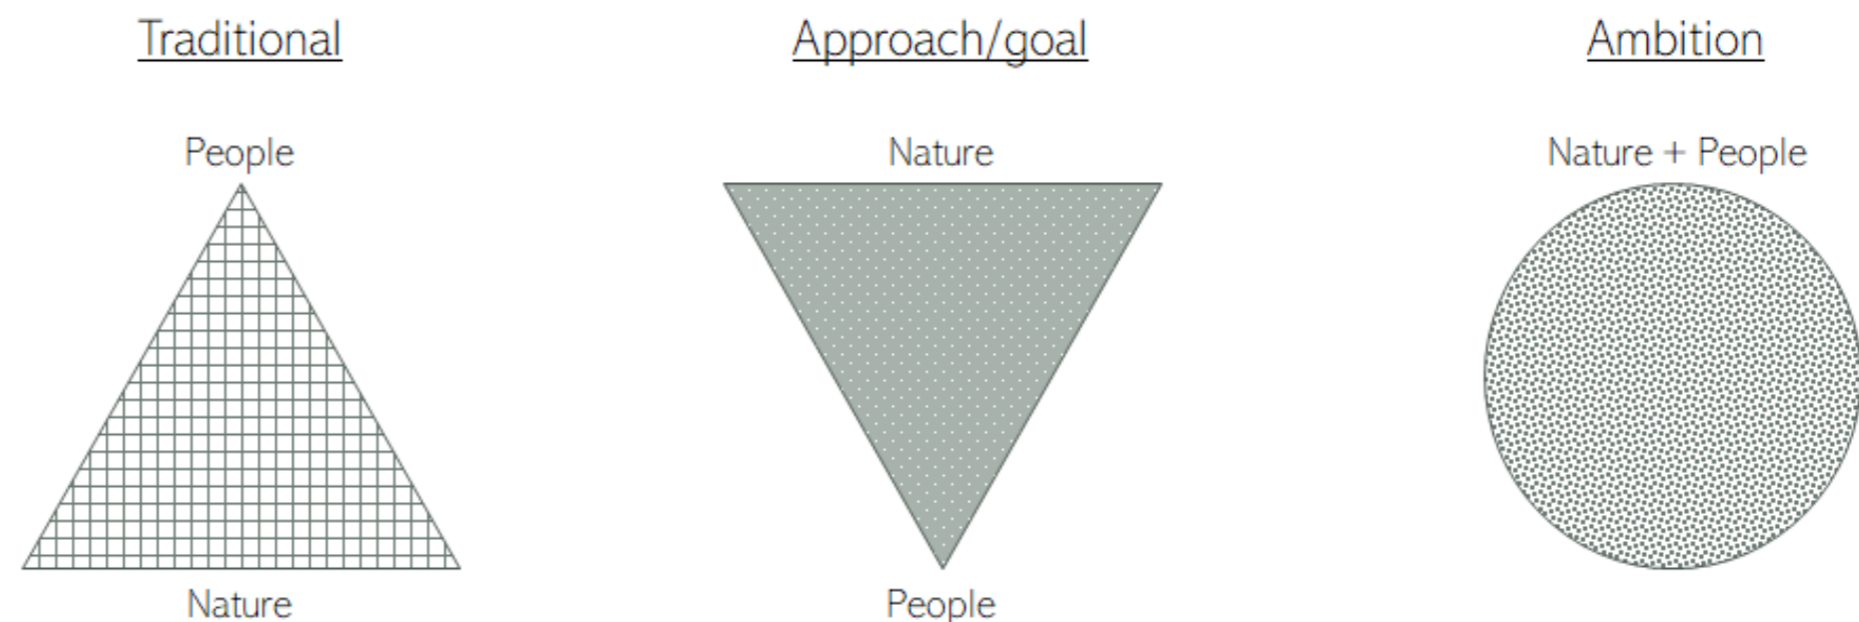 Traditional
Approach/goal
Ambition
People
Nature
Nature + People
Nature
People